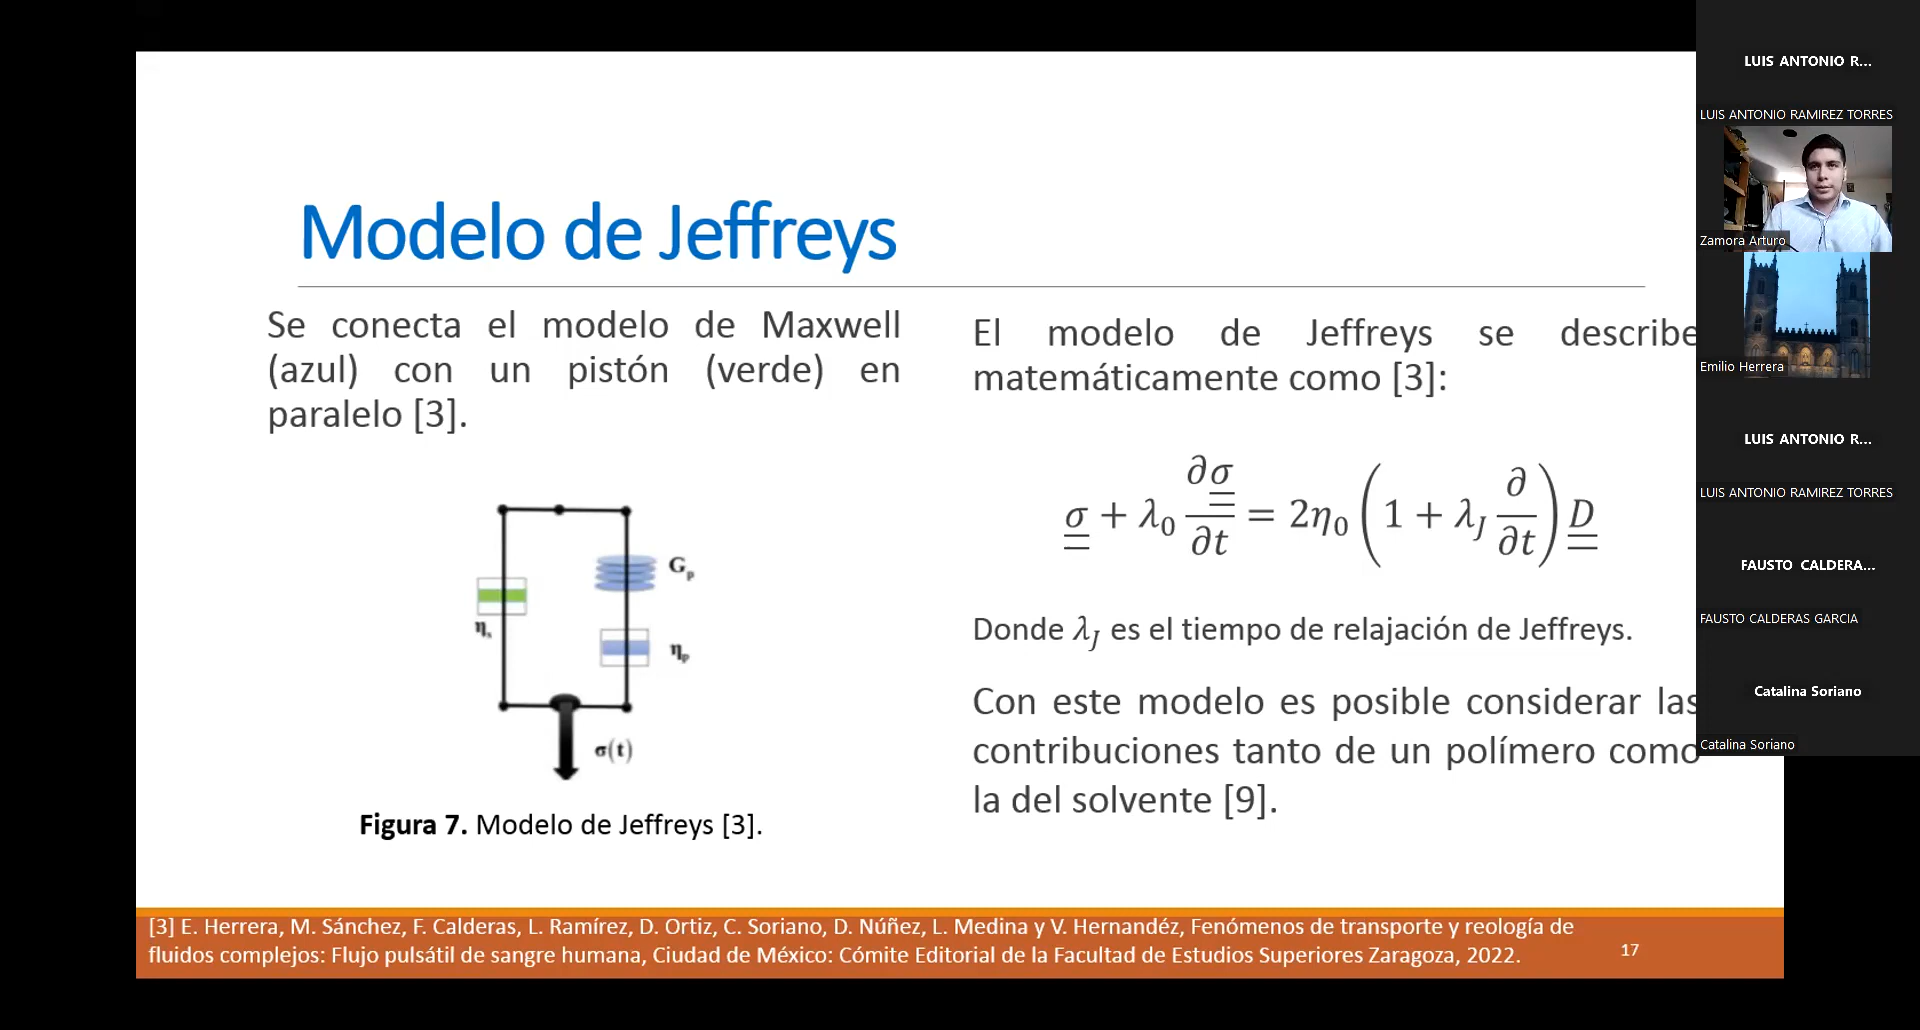 Modelo de Jeffreys
Se conecta el modelo de Maxwell
(azul) con un pistón (verde) en
paralelo [3].
G_p
η_s
η_p
σ(t)
Figura 7. Modelo de Jeffreys [3].
El modelo de Jeffreys se describe
matemáticamente como [3]:
σ + λ₀ ∂σ/∂t = 2η₀ (1 + λ_J ∂/∂t) D
Donde λ_J es el tiempo de relajación de Jeffreys.
Con este modelo es posible considerar las
contribuciones tanto de un polímero como
la del solvente [9].
[3] E. Herrera, M. Sánchez, F. Calderas, L. Ramírez, D. Ortiz, C. Soriano, D. Núñez, L. Medina y V. Hernandéz, Fenómenos de transporte y reología de
fluidos complejos: Flujo pulsátil de sangre humana, Ciudad de México: Cómite Editorial de la Facultad de Estudios Superiores Zaragoza, 2022.
17
LUIS ANTONIO R...
LUIS ANTONIO RAMIREZ TORRES
Zamora Arturo
Emilio Herrera
LUIS ANTONIO R...
LUIS ANTONIO RAMIREZ TORRES
FAUSTO CALDERA...
FAUSTO CALDERAS GARCIA
Catalina Soriano
Catalina Soriano